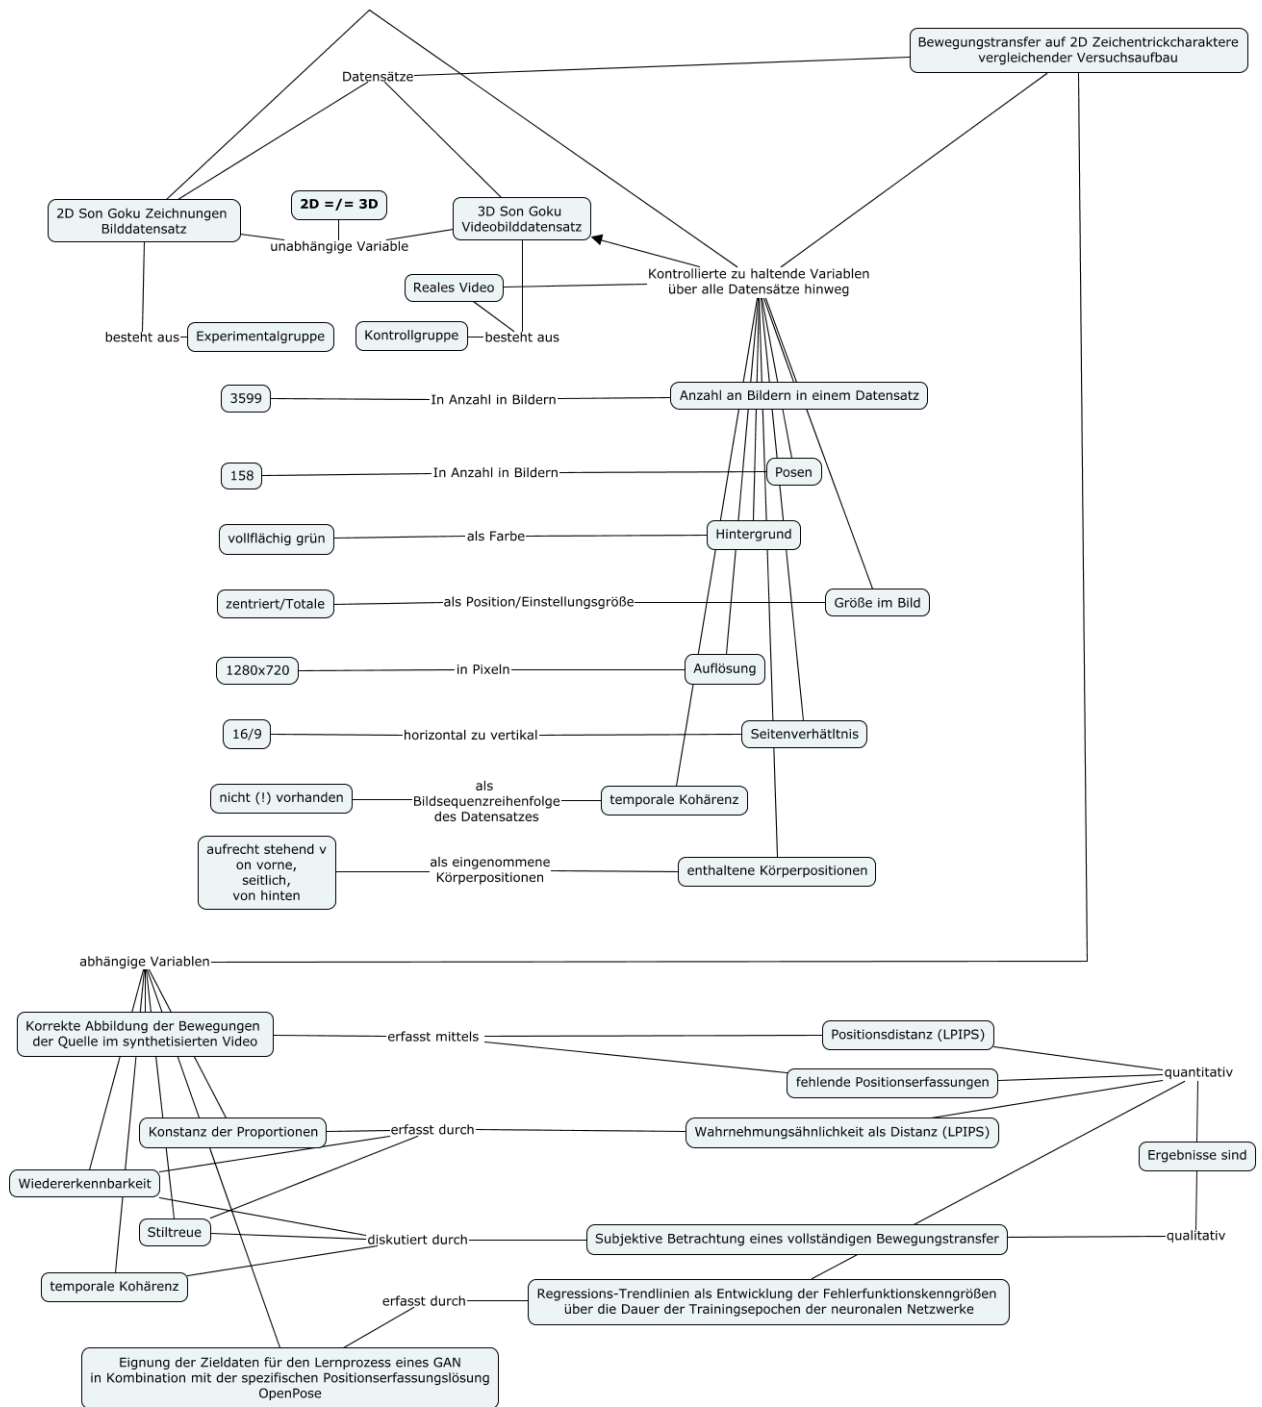 Bewegungstransfer auf 2D Zeichentrickcharaktere
vergleichender Versuchsaufbau
Datensätze
2D Son Goku Zeichnungen
Bilddatensatz
2D =/= 3D
3D Son Goku
Videobilddatensatz
unabhängige Variable
Kontrollierte zu haltende Variablen
über alle Datensätze hinweg
Reales Video
besteht aus
Experimentalgruppe
Kontrollgruppe
besteht aus
3599
In Anzahl in Bildern
Anzahl an Bildern in einem Datensatz
158
In Anzahl in Bildern
Posen
vollflächig grün
als Farbe
Hintergrund
zentriert/Totale
als Position/Einstellungsgröße
Größe im Bild
1280x720
in Pixeln
Auflösung
16/9
horizontal zu vertikal
Seitenverhätltnis
nicht (!) vorhanden
als
Bildsequenzreihenfolge
des Datensatzes
temporale Kohärenz
aufrecht stehend v
on vorne,
seitlich,
von hinten
als eingenommene
Körperpositionen
enthaltene Körperpositionen
abhängige Variablen
Korrekte Abbildung der Bewegungen
der Quelle im synthetisierten Video
erfasst mittels
Positionsdistanz (LPIPS)
fehlende Positionserfassungen
quantitativ
Konstanz der Proportionen
erfasst durch
Wahrnehmungsähnlichkeit als Distanz (LPIPS)
Ergebnisse sind
Wiedererkennbarkeit
Stiltreue
diskutiert durch
Subjektive Betrachtung eines vollständigen Bewegungstransfer
qualitativ
temporale Kohärenz
erfasst durch
Regressions-Trendlinien als Entwicklung der Fehlerfunktionskenngrößen
über die Dauer der Trainingsepochen der neuronalen Netzwerke
Eignung der Zieldaten für den Lernprozess eines GAN
in Kombination mit der spezifischen Positionserfassungslösung
OpenPose